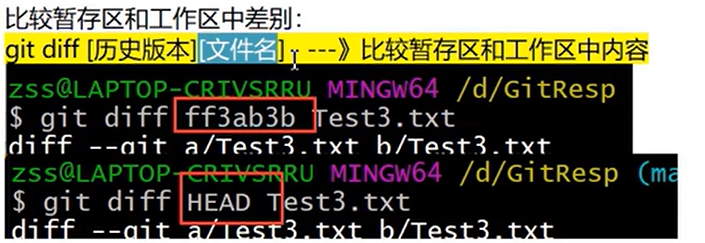 比较暂存区和工作区中差别：
git diff [历史版本][文件名] - ---》比较暂存区和工作区中内容
zss@LAPTOP-CRIVSRRU MINGW64 /d/GitResp
$ git diff ff3ab3b Test3.txt
diff --git a/Test3.txt b/Test3.txt
zss@LAPTOP-CRIVSRRU MINGW64 /d/GitResp (ma
$ git diff HEAD Test3.txt
diff --git a/Test3.txt b/Test3.txt